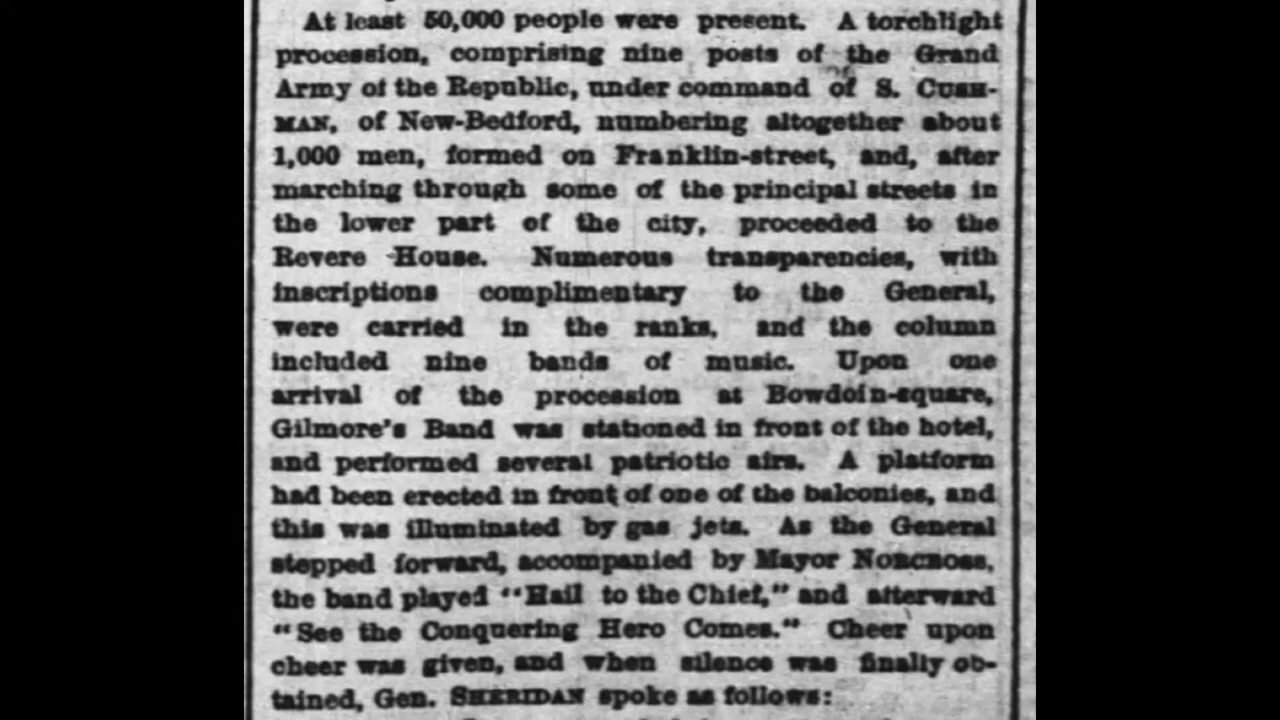 At least 50,000 people were present. A torchlight
procession, comprising nine posts of the Grand
Army of the Republic, under command of S. CUSH-
MAN, of New-Bedford, numbering altogether about
1,000 men, formed on Franklin-street, and, after
marching through some of the principal streets in
the lower part of the city, proceeded to the
Revere House. Numerous transparencies, with
inscriptions complimentary to the General,
were carried in the ranks, and the column
included nine bands of music. Upon one
arrival of the procession at Bowdoin-square,
Gilmore's Band was stationed in front of the hotel,
and performed several patriotic airs. A platform
had been erected in front of one of the balconies, and
this was illuminated by gas jets. As the General
stepped forward, accompanied by Mayor NORCROSS,
the band played "Hail to the Chief," and afterward
"See the Conquering Hero Comes." Cheer upon
cheer was given, and when silence was finally ob-
tained, Gen. SHERIDAN spoke as follows: